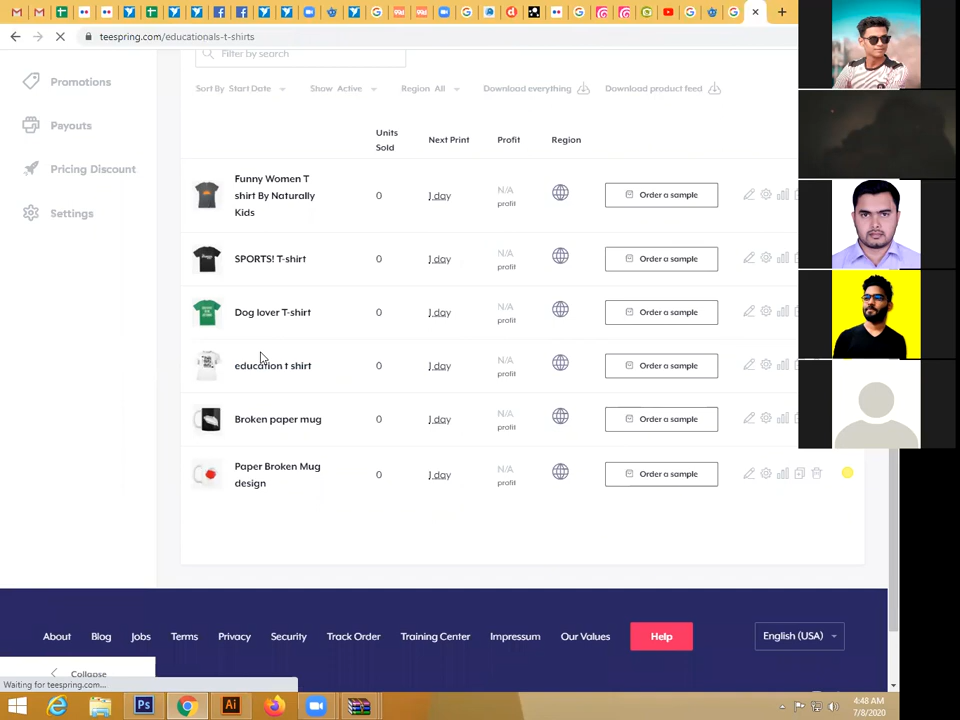 teespring.com/educationals-t-shirts
Filter by search
Promotions
Sort By Start Date
Show Active
Region All
Download everything
Download product feed
Payouts
Units Sold
Next Print
Profit
Region
Pricing Discount
Settings
Funny Women T
shirt By Naturally
Kids
0
1 day
N/A
profit
Order a sample
SPORTS! T-shirt
0
1 day
N/A
profit
Order a sample
Dog lover T-shirt
0
1 day
N/A
profit
Order a sample
education t shirt
0
1 day
N/A
profit
Order a sample
Broken paper mug
0
1 day
N/A
profit
Order a sample
Paper Broken Mug
design
0
1 day
N/A
profit
Order a sample
About Blog Jobs Terms Privacy Security Track Order Training Center Impressum Our Values Help English (USA)
Collapse
Waiting for teespring.com...
4:48 AM
7/8/2020